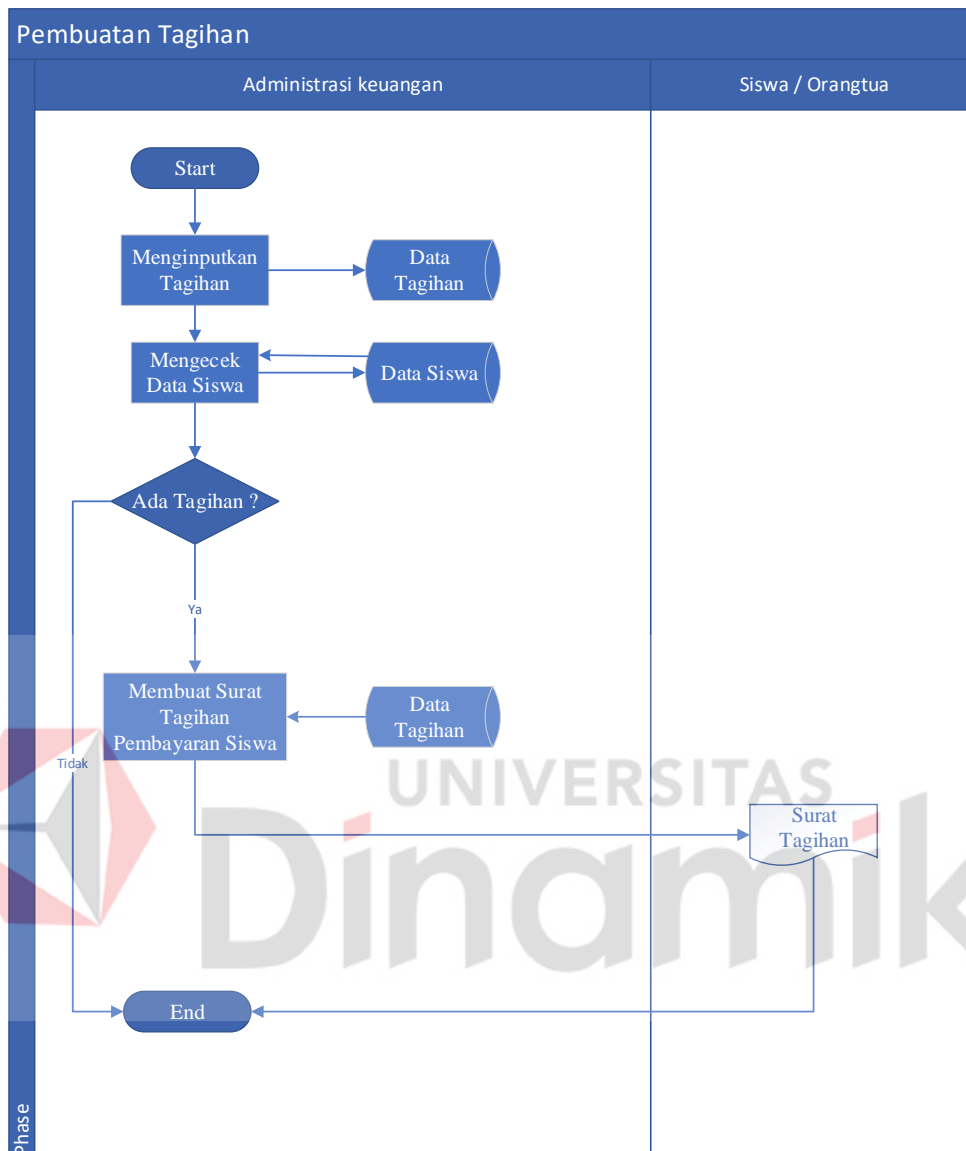 Pembuatan Tagihan
Administrasi keuangan
Siswa / Orangtua
Start
Menginputkan
Tagihan
Data
Tagihan
Mengecek
Data Siswa
Data Siswa
Ada Tagihan ?
Ya
Membuat Surat
Tagihan
Pembayaran Siswa
Data
Tagihan
Tidak
UNIVERSITAS
Dinamik
Surat
Tagihan
End
Phase